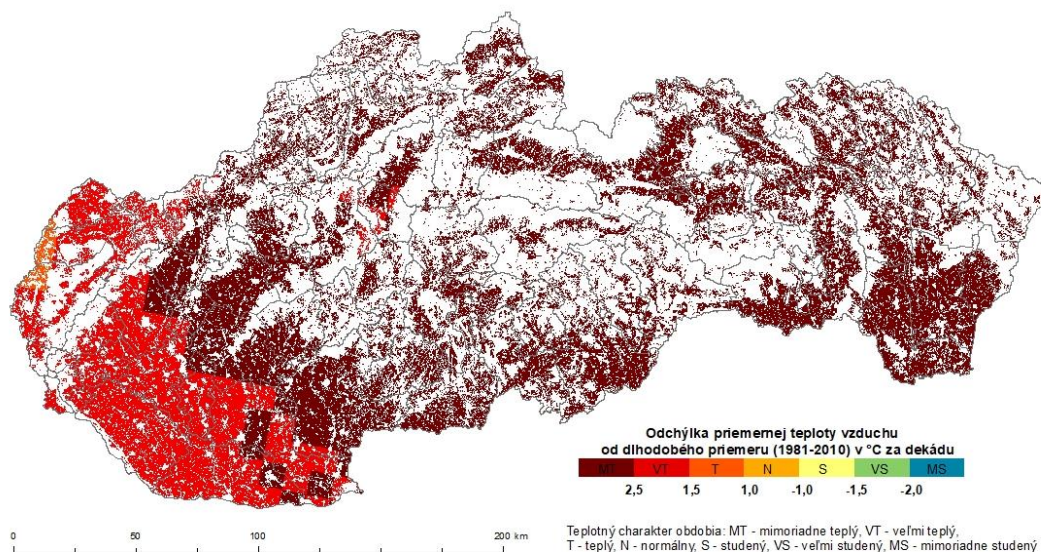 Odchýlka priemernej teploty vzduchu
od dlhodobého priemeru (1981-2010) v °C za dekádu
MT VT T N S VS MS
2,5 1,5 1,0 -1,0 -1,5 -2,0
0 50 100 200 km
Teplotný charakter obdobia: MT - mimoriadne teplý, VT - veľmi teplý,
T - teplý, N - normálny, S - studený, VS - veľmi studený, MS - mimoriadne studený